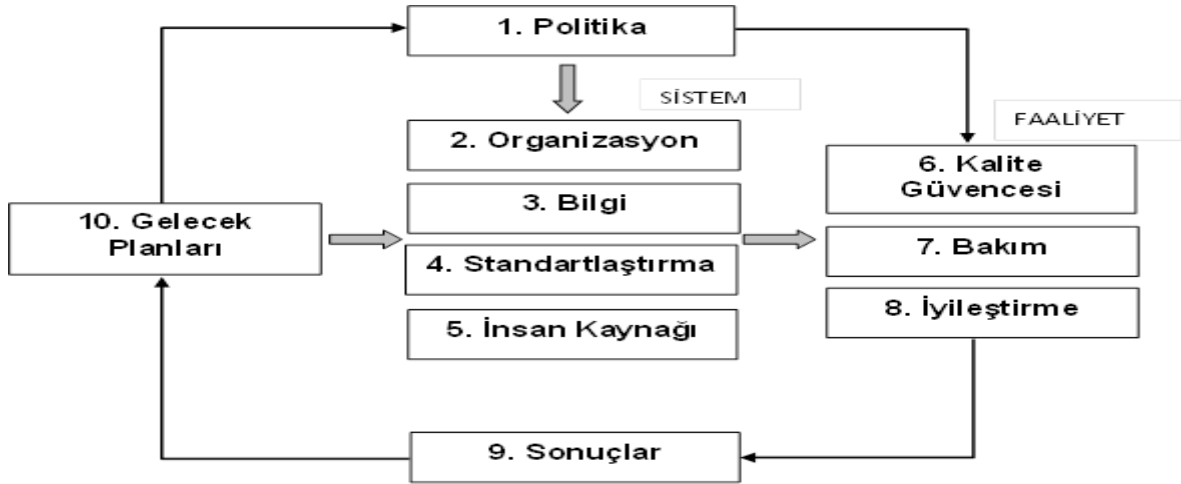 1. Politika
SİSTEM
FAALİYET
2. Organizasyon
3. Bilgi
4. Standartlaştırma
5. İnsan Kaynağı
6. Kalite
Güvencesi
7. Bakım
8. İyileştirme
9. Sonuçlar
10. Gelecek
Planları